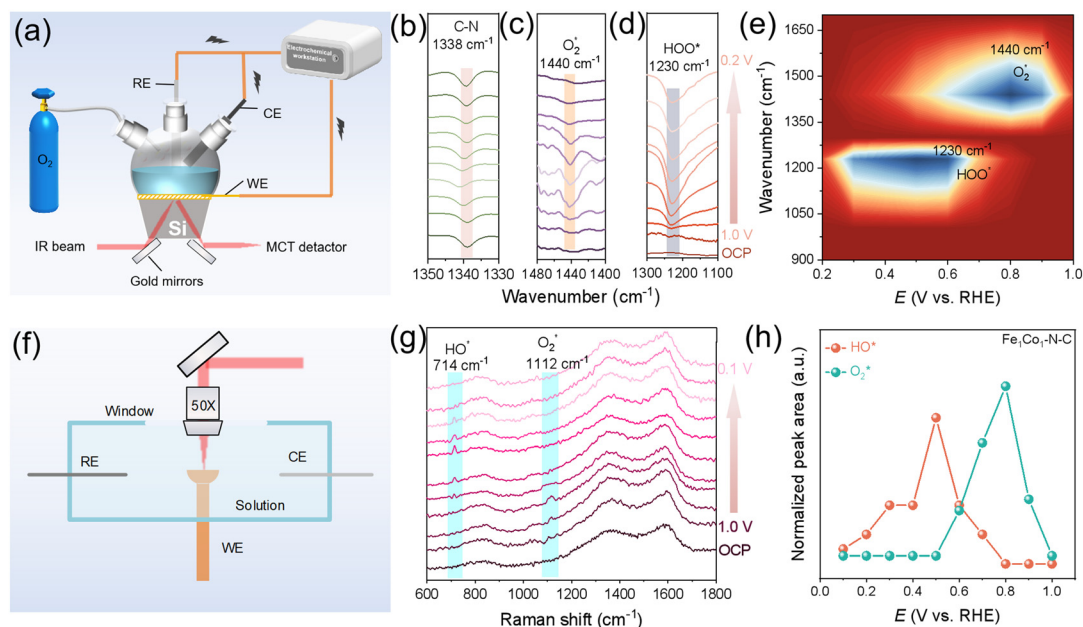 (a)
Electrochemical
workstation
RE
CE
O₂
WE
Si
IR beam
MCT detector
Gold mirrors
(b)
C-N
1338 cm⁻¹
1350 1340 1330
(c)
O₂*
1440 cm⁻¹
1480 1440 1400
(d)
HOO*
1230 cm⁻¹
0.2 V
1.0 V
OCP
1300 1200 1100
Wavenumber (cm⁻¹)
(e)
1650
1500
1350
1200
1050
900
Wavenumber (cm⁻¹)
1440 cm⁻¹
O₂*
1230 cm⁻¹
HOO*
0.2 0.4 0.6 0.8 1.0
E (V vs. RHE)
(f)
50X
Window
RE
CE
Solution
WE
(g)
HO*
714 cm⁻¹
O₂*
1112 cm⁻¹
0.1 V
1.0 V
OCP
600 800 1000 1200 1400 1600 1800
Raman shift (cm⁻¹)
(h)
Fe₁Co₁-N-C
HO*
O₂*
Normalized peak area (a.u.)
0.0 0.2 0.4 0.6 0.8 1.0
E (V vs. RHE)